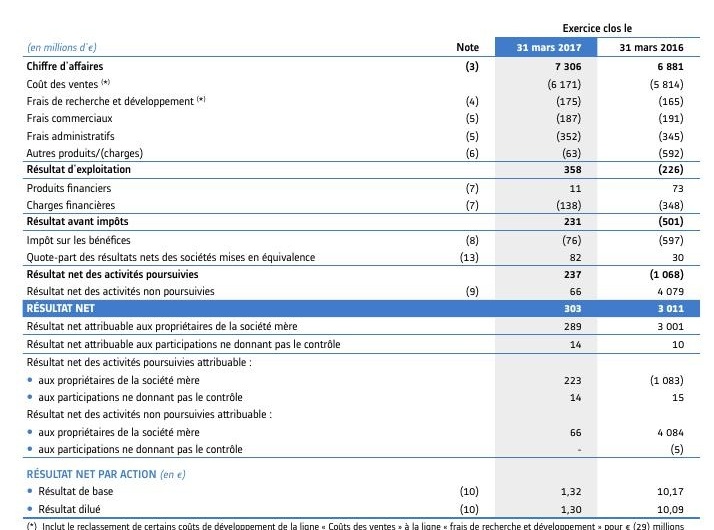 Exercice clos le
(en millions d'€) Note 31 mars 2017 31 mars 2016
Chiffre d'affaires (3) 7 306 6 881
Coût des ventes (*) (6 171) (5 814)
Frais de recherche et développement (*) (4) (175) (165)
Frais commerciaux (5) (187) (191)
Frais administratifs (5) (352) (345)
Autres produits/(charges) (6) (63) (592)
Résultat d'exploitation 358 (226)
Produits financiers (7) 11 73
Charges financières (7) (138) (348)
Résultat avant impôts 231 (501)
Impôt sur les bénéfices (8) (76) (597)
Quote-part des résultats nets des sociétés mises en équivalence (13) 82 30
Résultat net des activités poursuivies 237 (1 068)
Résultat net des activités non poursuivies (9) 66 4 079
RÉSULTAT NET 303 3 011
Résultat net attribuable aux propriétaires de la société mère 289 3 001
Résultat net attribuable aux participations ne donnant pas le contrôle 14 10
Résultat net des activités poursuivies attribuable :
• aux propriétaires de la société mère 223 (1 083)
• aux participations ne donnant pas le contrôle 14 15
Résultat net des activités non poursuivies attribuable :
• aux propriétaires de la société mère 66 4 084
• aux participations ne donnant pas le contrôle - (5)
RÉSULTAT NET PAR ACTION (en €)
• Résultat de base (10) 1,32 10,17
• Résultat dilué (10) 1,30 10,09
(*) Inclut le reclassement de certains coûts de développement de la ligne « Coûts des ventes » à la ligne « frais de recherche et développement » pour € (29) millions